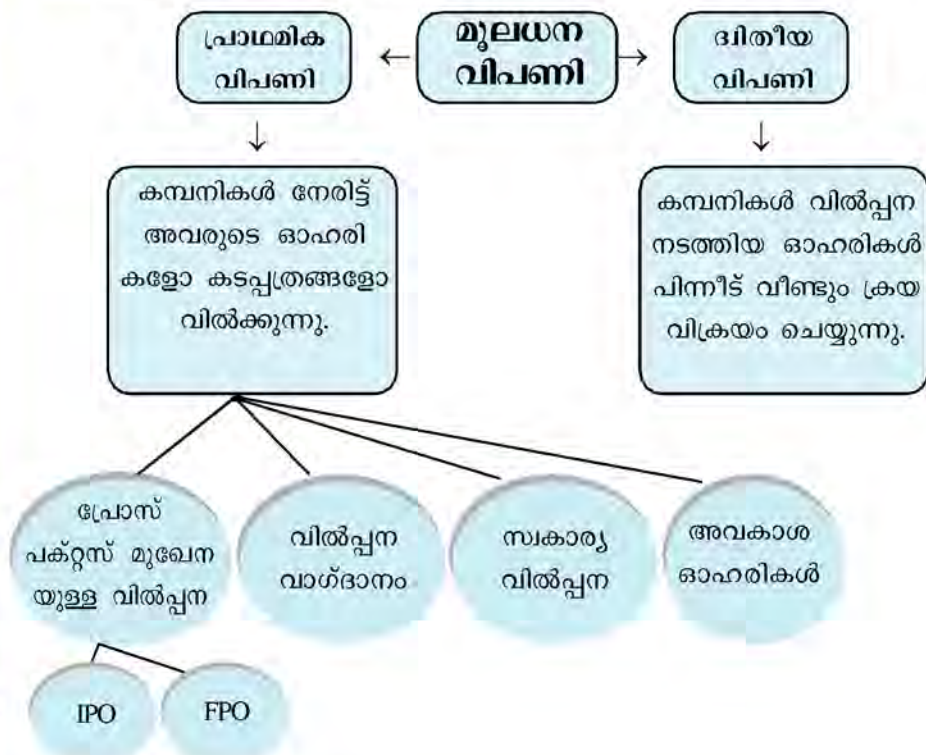 മൂലധന
വിപണി
പ്രാഥമിക
വിപണി
ദ്വിതീയ
വിപണി
കമ്പനികൾ നേരിട്ട്
അവരുടെ ഓഹരി
കളോ കടപ്പത്രങ്ങളോ
വിൽക്കുന്നു.
കമ്പനികൾ വിൽപ്പന
നടത്തിയ ഓഹരികൾ
പിന്നീട് വീണ്ടും ക്രയ
വിക്രയം ചെയ്യുന്നു.
പ്രോസ്
പക്റ്റസ് മുഖേന
യുള്ള വിൽപ്പന
വിൽപ്പന
വാഗ്ദാനം
സ്വകാര്യ
വിൽപ്പന
അവകാശ
ഓഹരികൾ
IPO
FPO